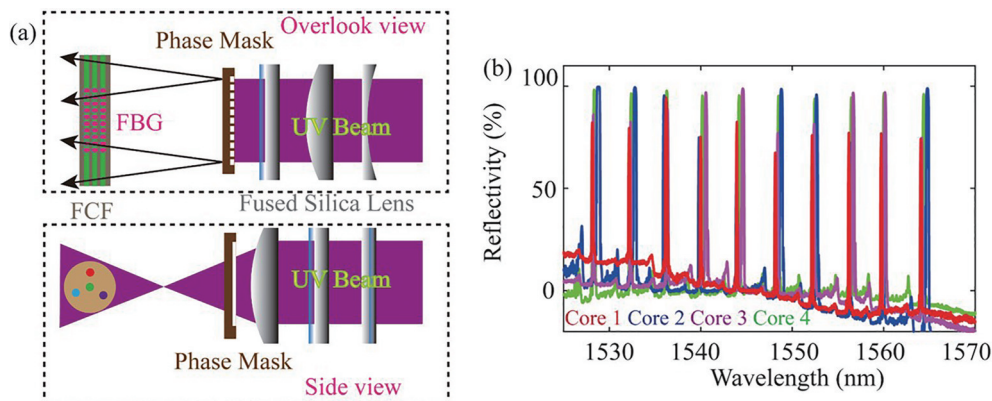 (a)
Overlook view
Phase Mask
FBG
UV Beam
FCF
Fused Silica Lens
UV Beam
Phase Mask
Side view
(b)
Reflectivity (%)
100
50
0
Core 1 Core 2 Core 3 Core 4
1530 1540 1550 1560 1570
Wavelength (nm)